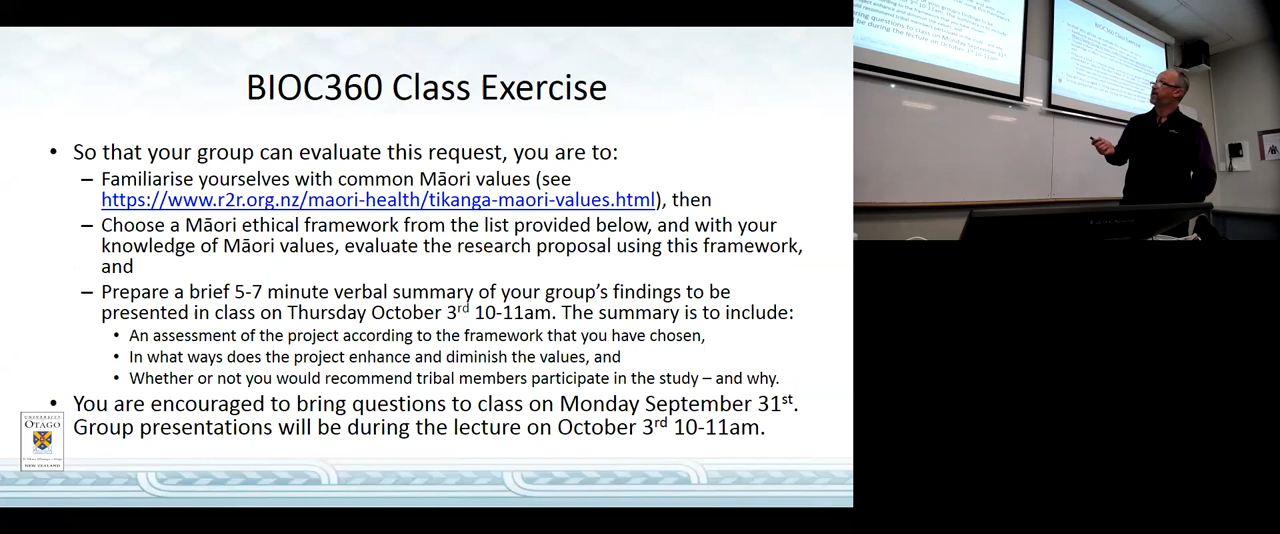 BIOC360 Class Exercise
• So that your group can evaluate this request, you are to:
– Familiarise yourselves with common Māori values (see
https://www.r2r.org.nz/maori-health/tikanga-maori-values.html), then
– Choose a Māori ethical framework from the list provided below, and with your
knowledge of Māori values, evaluate the research proposal using this framework,
and
– Prepare a brief 5-7 minute verbal summary of your group's findings to be
presented in class on Thursday October 3rd 10-11am. The summary is to include:
• An assessment of the project according to the framework that you have chosen,
• In what ways does the project enhance and diminish the values, and
• Whether or not you would recommend tribal members participate in the study – and why.
• You are encouraged to bring questions to class on Monday September 31st.
Group presentations will be during the lecture on October 3rd 10-11am.
UNIVERSITY
OTAGO
NEW ZEALAND
BIOC360 Class Exercise